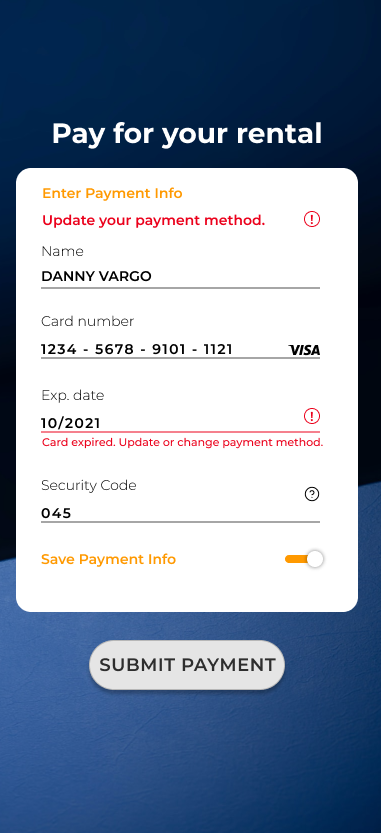 Pay for your rental
Enter Payment Info
Update your payment method.
Name
DANNY VARGO
Card number
1234 - 5678 - 9101 - 1121
VISA
Exp. date
10/2021
Card expired. Update or change payment method.
Security Code
045
Save Payment Info
SUBMIT PAYMENT